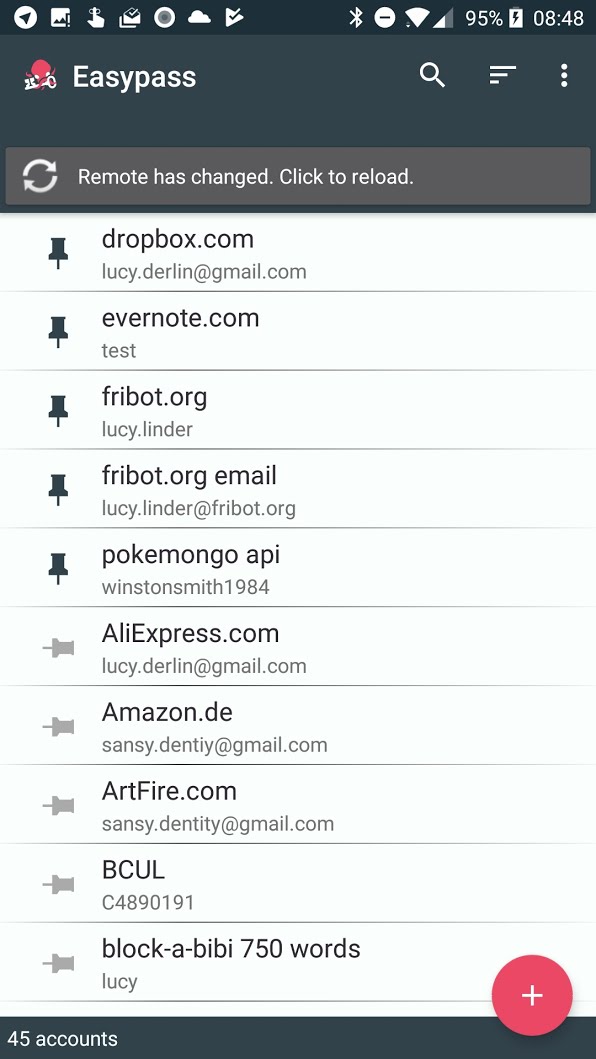 95% 08:48
Easypass
Remote has changed. Click to reload.
dropbox.com
lucy.derlin@gmail.com
evernote.com
test
fribot.org
lucy.linder
fribot.org email
lucy.linder@fribot.org
pokemongo api
winstonsmith1984
AliExpress.com
lucy.derlin@gmail.com
Amazon.de
sansy.dentiy@gmail.com
ArtFire.com
sansy.dentity@gmail.com
BCUL
C4890191
block-a-bibi 750 words
lucy
45 accounts